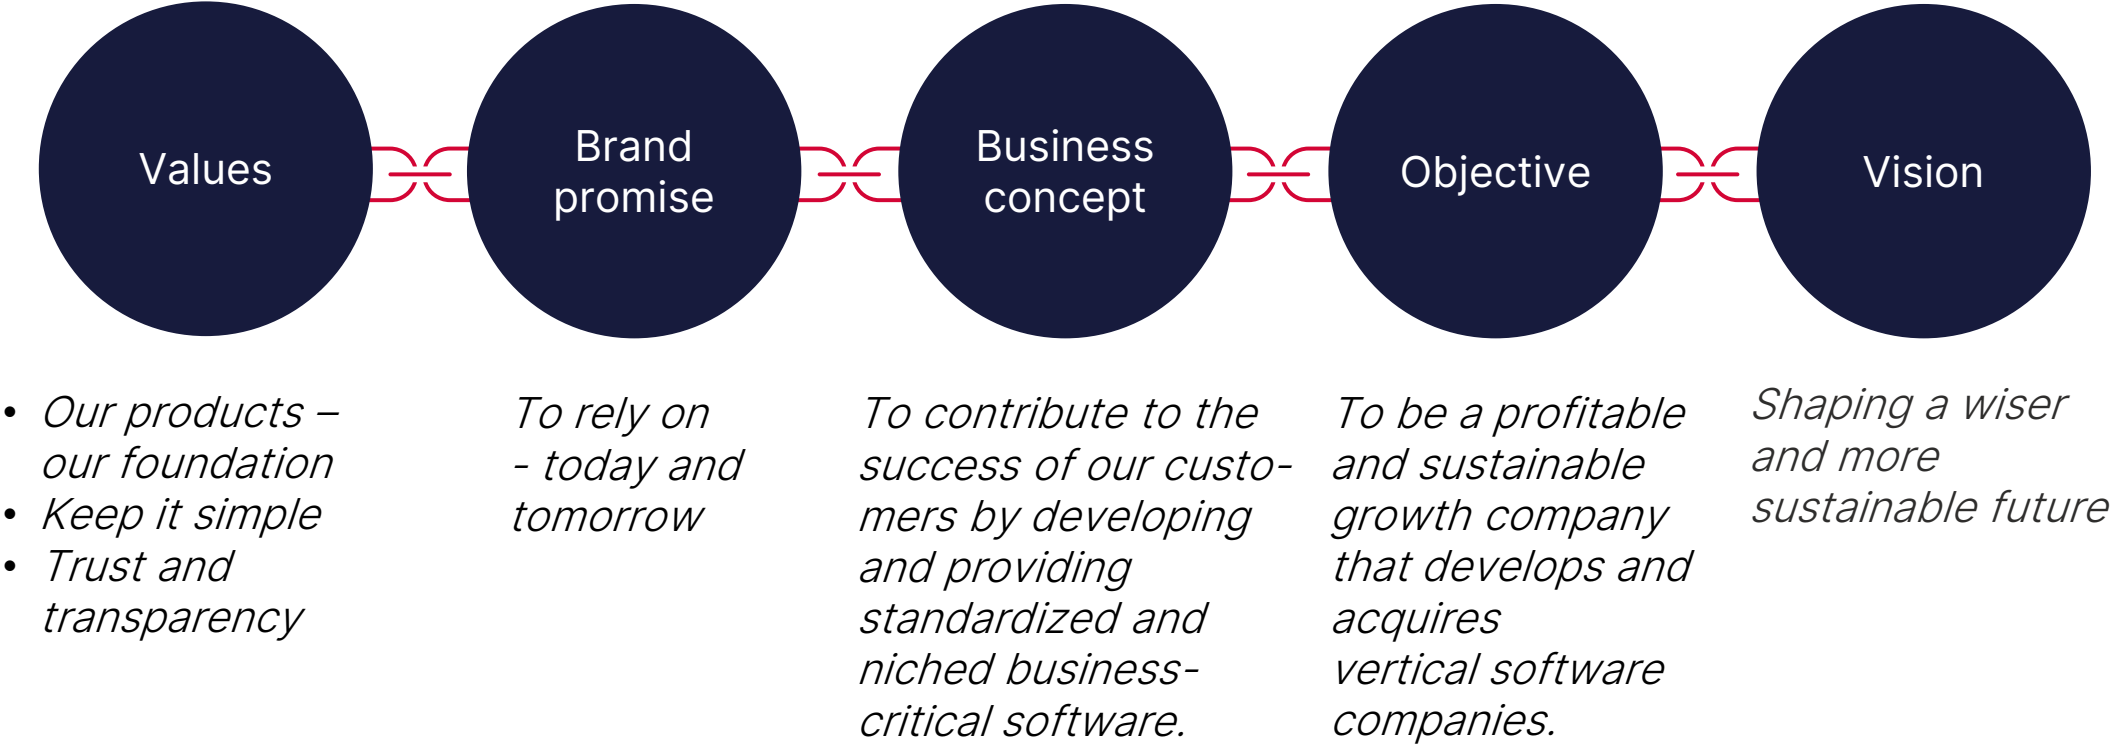 Values
Brand
promise
Business
concept
Objective
Vision
• Our products –
our foundation
• Keep it simple
• Trust and
transparency
To rely on
- today and
tomorrow
To contribute to the
success of our custo-
mers by developing
and providing
standardized and
niched business-
critical software.
To be a profitable
and sustainable
growth company
that develops and
acquires
vertical software
companies.
Shaping a wiser
and more
sustainable future